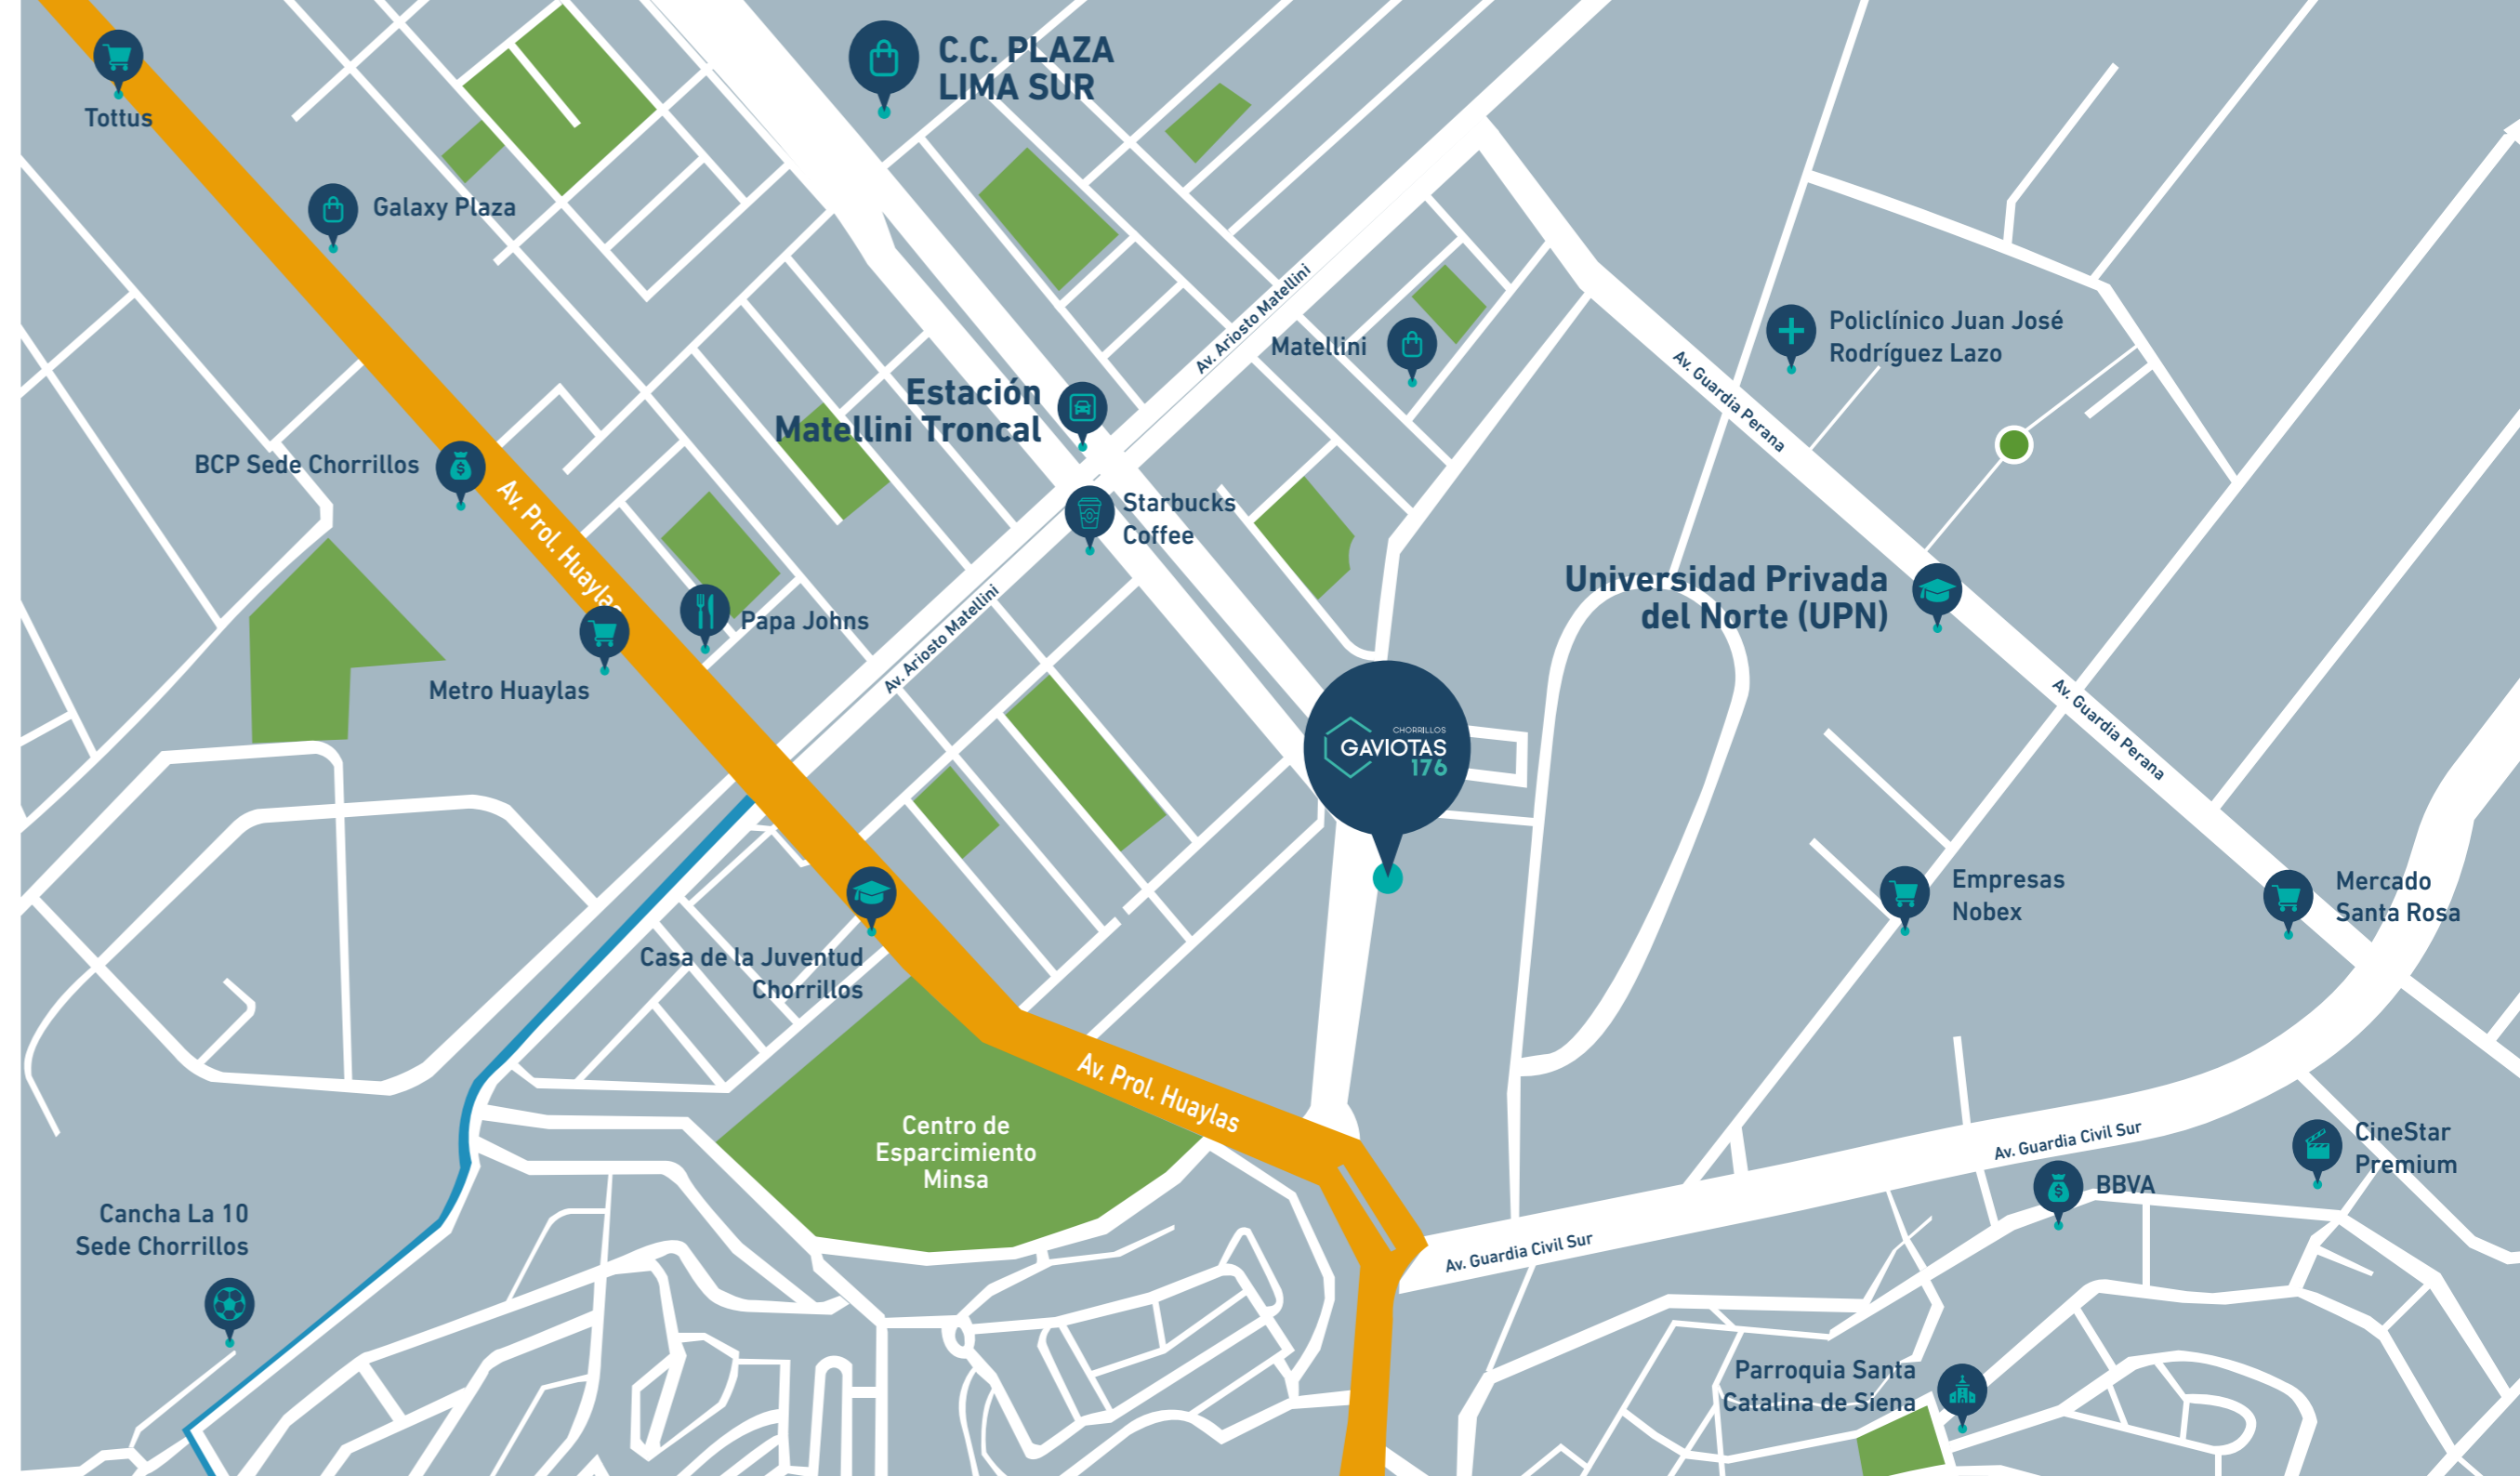 C.C. PLAZA
LIMA SUR
Tottus
Galaxy Plaza
Av. Ariosto Matellini
Matellini
Policlínico Juan José
Rodríguez Lazo
Av. Guardia Perana
Estación
Matellini Troncal
BCP Sede Chorrillos
Av. Prol. Huaylas
Starbucks
Coffee
Universidad Privada
del Norte (UPN)
Papa Johns
Av. Ariosto Matellini
Metro Huaylas
Av. Guardia Perana
CHORRILLOS
GAVIOTAS
176
Empresas
Nobex
Mercado
Santa Rosa
Casa de la Juventud
Chorrillos
Av. Prol. Huaylas
Centro de
Esparcimiento
Minsa
Av. Guardia Civil Sur
CineStar
Premium
BBVA
Cancha La 10
Sede Chorrillos
Av. Guardia Civil Sur
Parroquia Santa
Catalina de Siena